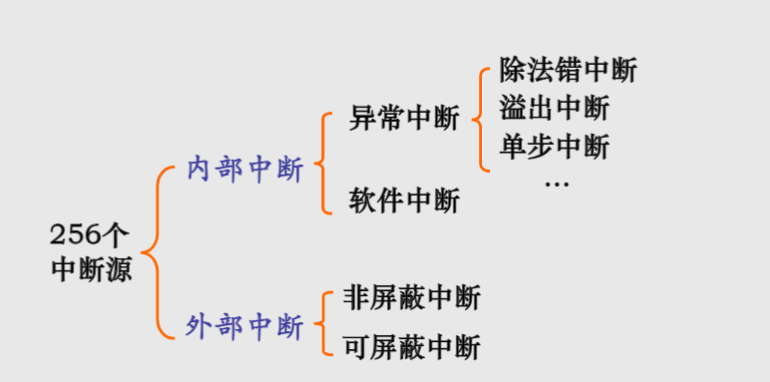 除法错中断
溢出中断
单步中断
…
异常中断
内部中断
软件中断
256个
中断源
外部中断
非屏蔽中断
可屏蔽中断